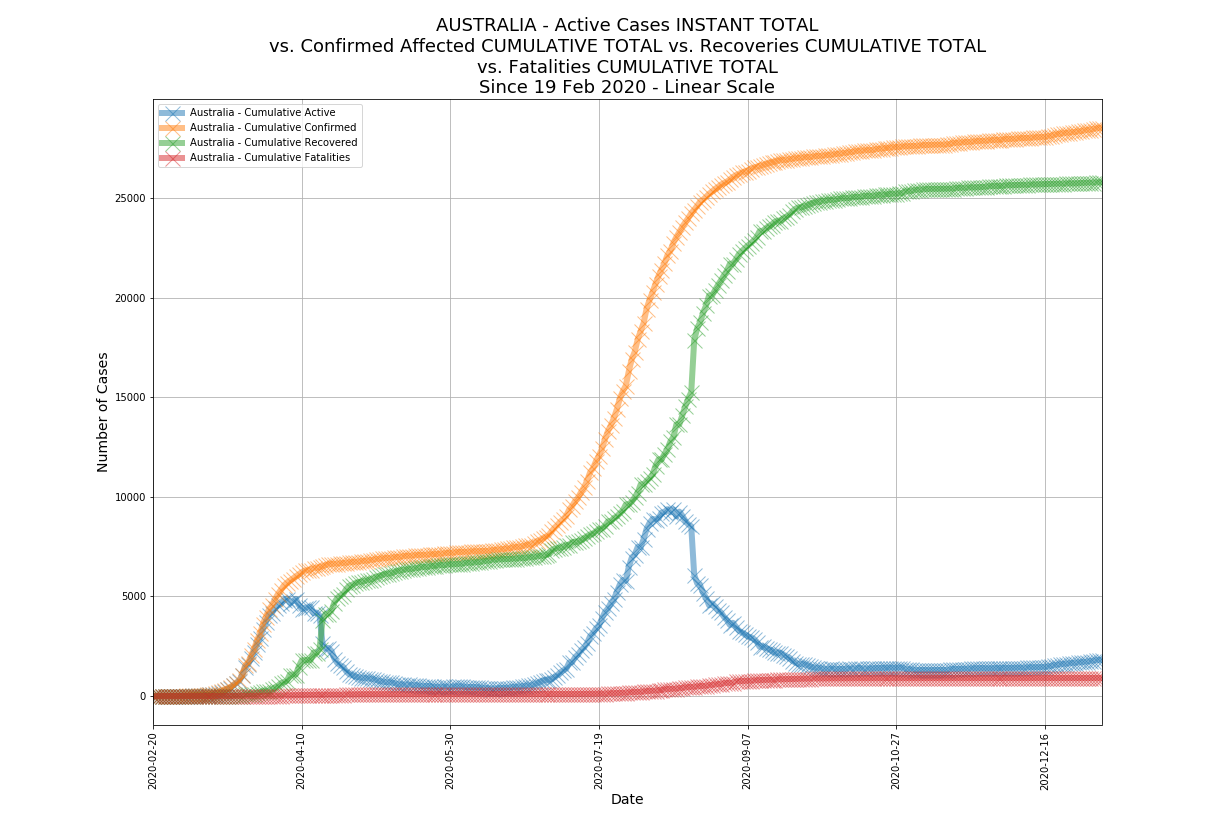 AUSTRALIA - Active Cases INSTANT TOTAL
vs. Confirmed Affected CUMULATIVE TOTAL vs. Recoveries CUMULATIVE TOTAL
vs. Fatalities CUMULATIVE TOTAL
Since 19 Feb 2020 - Linear Scale
Australia - Cumulative Active
Australia - Cumulative Confirmed
Australia - Cumulative Recovered
Australia - Cumulative Fatalities
Number of Cases
25000
20000
15000
10000
5000
0
2020-02-20
2020-04-10
2020-05-30
2020-07-19
2020-09-07
2020-10-27
2020-12-16
Date